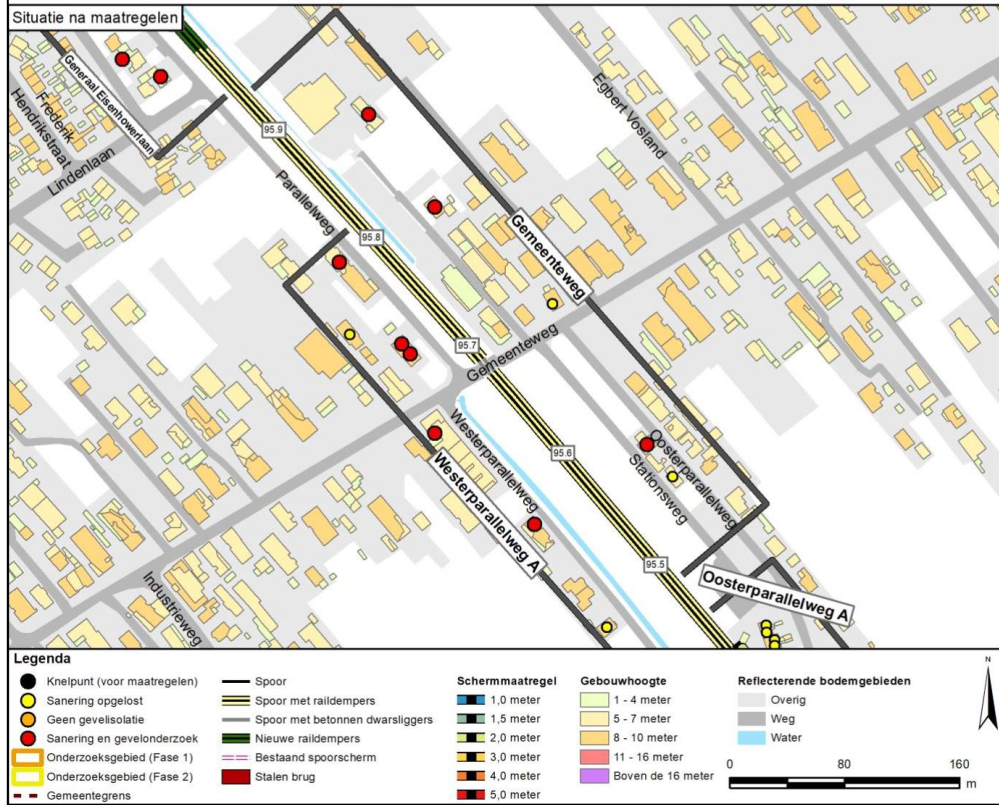 Situatie na maatregelen
Generaal Eisenhowerlaan
Frederik
Hendrikstraat
Lindenlaan
95.9
Parallelweg
95.8
Egbert Vosland
Gemeenteweg
95.7
Gemeenteweg
Westerparallelweg
95.6
Oosterparallelweg
Stationsweg
Westerparallelweg A
95.5
Oosterparallelweg A
Industrieweg
Legenda
Knelpunt (voor maatregelen)
Sanering opgelost
Geen gevelisolatie
Sanering en gevelonderzoek
Onderzoeksgebied (Fase 1)
Onderzoeksgebied (Fase 2)
Gemeentegrens
Spoor
Spoor met raildempers
Spoor met betonnen dwarsliggers
Nieuwe raildempers
Bestaand spoorscherm
Stalen brug
Schermmaatregel
1,0 meter
1,5 meter
2,0 meter
3,0 meter
4,0 meter
5,0 meter
Gebouwhoogte
1 - 4 meter
5 - 7 meter
8 - 10 meter
11 - 16 meter
Boven de 16 meter
Reflecterende bodemgebieden
Overig
Weg
Water
N
0 80 160
m